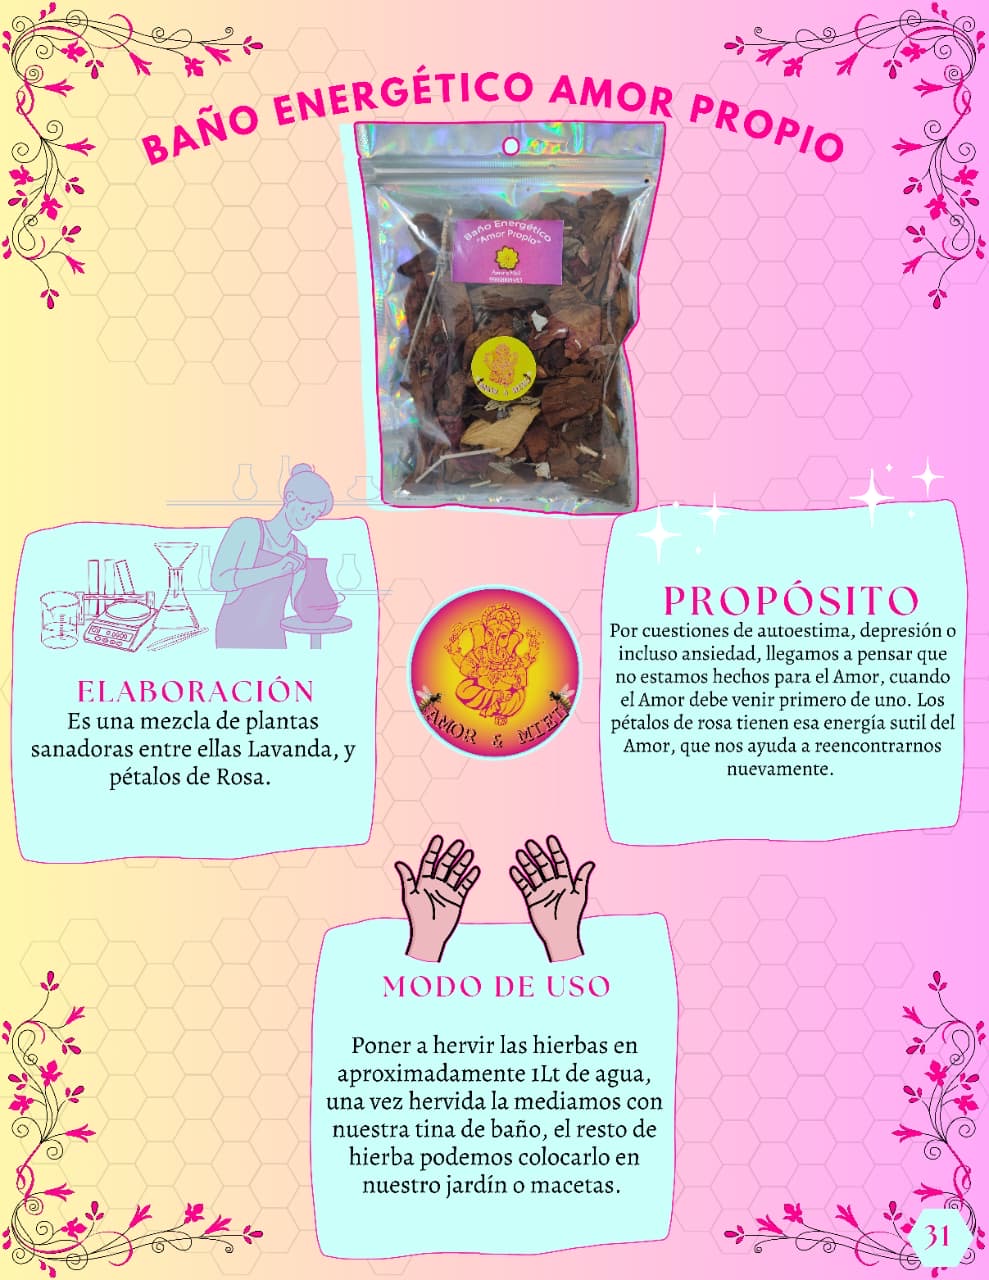 BAÑO ENERGÉTICO AMOR PROPIO
Baño Energético
"Amor Propio"
Amor & Miel
AMOR & MIEL
ELABORACIÓN
Es una mezcla de plantas
sanadoras entre ellas Lavanda, y
pétalos de Rosa.
AMOR & MIEL
PROPÓSITO
Por cuestiones de autoestima, depresión o
incluso ansiedad, llegamos a pensar que
no estamos hechos para el Amor, cuando
el Amor debe venir primero de uno. Los
pétalos de rosa tienen esa energía sutil del
Amor, que nos ayuda a reencontrarnos
nuevamente.
MODO DE USO
Poner a hervir las hierbas en
aproximadamente 1Lt de agua,
una vez hervida la mediamos con
nuestra tina de baño, el resto de
hierba podemos colocarlo en
nuestro jardín o macetas.
31